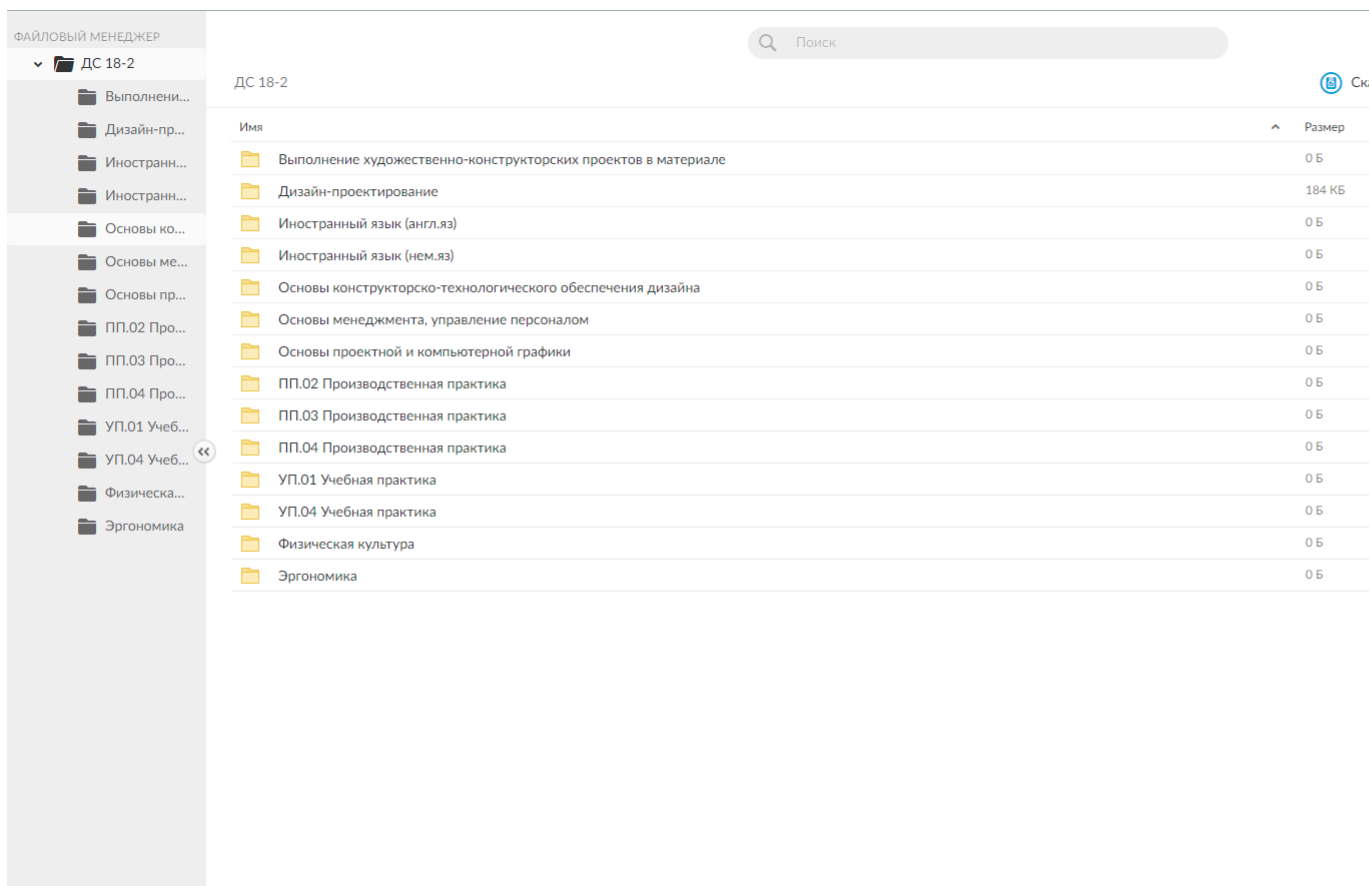 ФАЙЛОВЫЙ МЕНЕДЖЕР
ДС 18-2
Выполнени...
Дизайн-пр...
Иностранн...
Иностранн...
Основы ко...
Основы ме...
Основы пр...
ПП.02 Про...
ПП.03 Про...
ПП.04 Про...
УП.01 Учеб...
УП.04 Учеб...
Физическа...
Эргономика
Поиск
ДС 18-2
Ска
Имя Размер
Выполнение художественно-конструкторских проектов в материале 0 Б
Дизайн-проектирование 184 КБ
Иностранный язык (англ.яз) 0 Б
Иностранный язык (нем.яз) 0 Б
Основы конструкторско-технологического обеспечения дизайна 0 Б
Основы менеджмента, управление персоналом 0 Б
Основы проектной и компьютерной графики 0 Б
ПП.02 Производственная практика 0 Б
ПП.03 Производственная практика 0 Б
ПП.04 Производственная практика 0 Б
УП.01 Учебная практика 0 Б
УП.04 Учебная практика 0 Б
Физическая культура 0 Б
Эргономика 0 Б